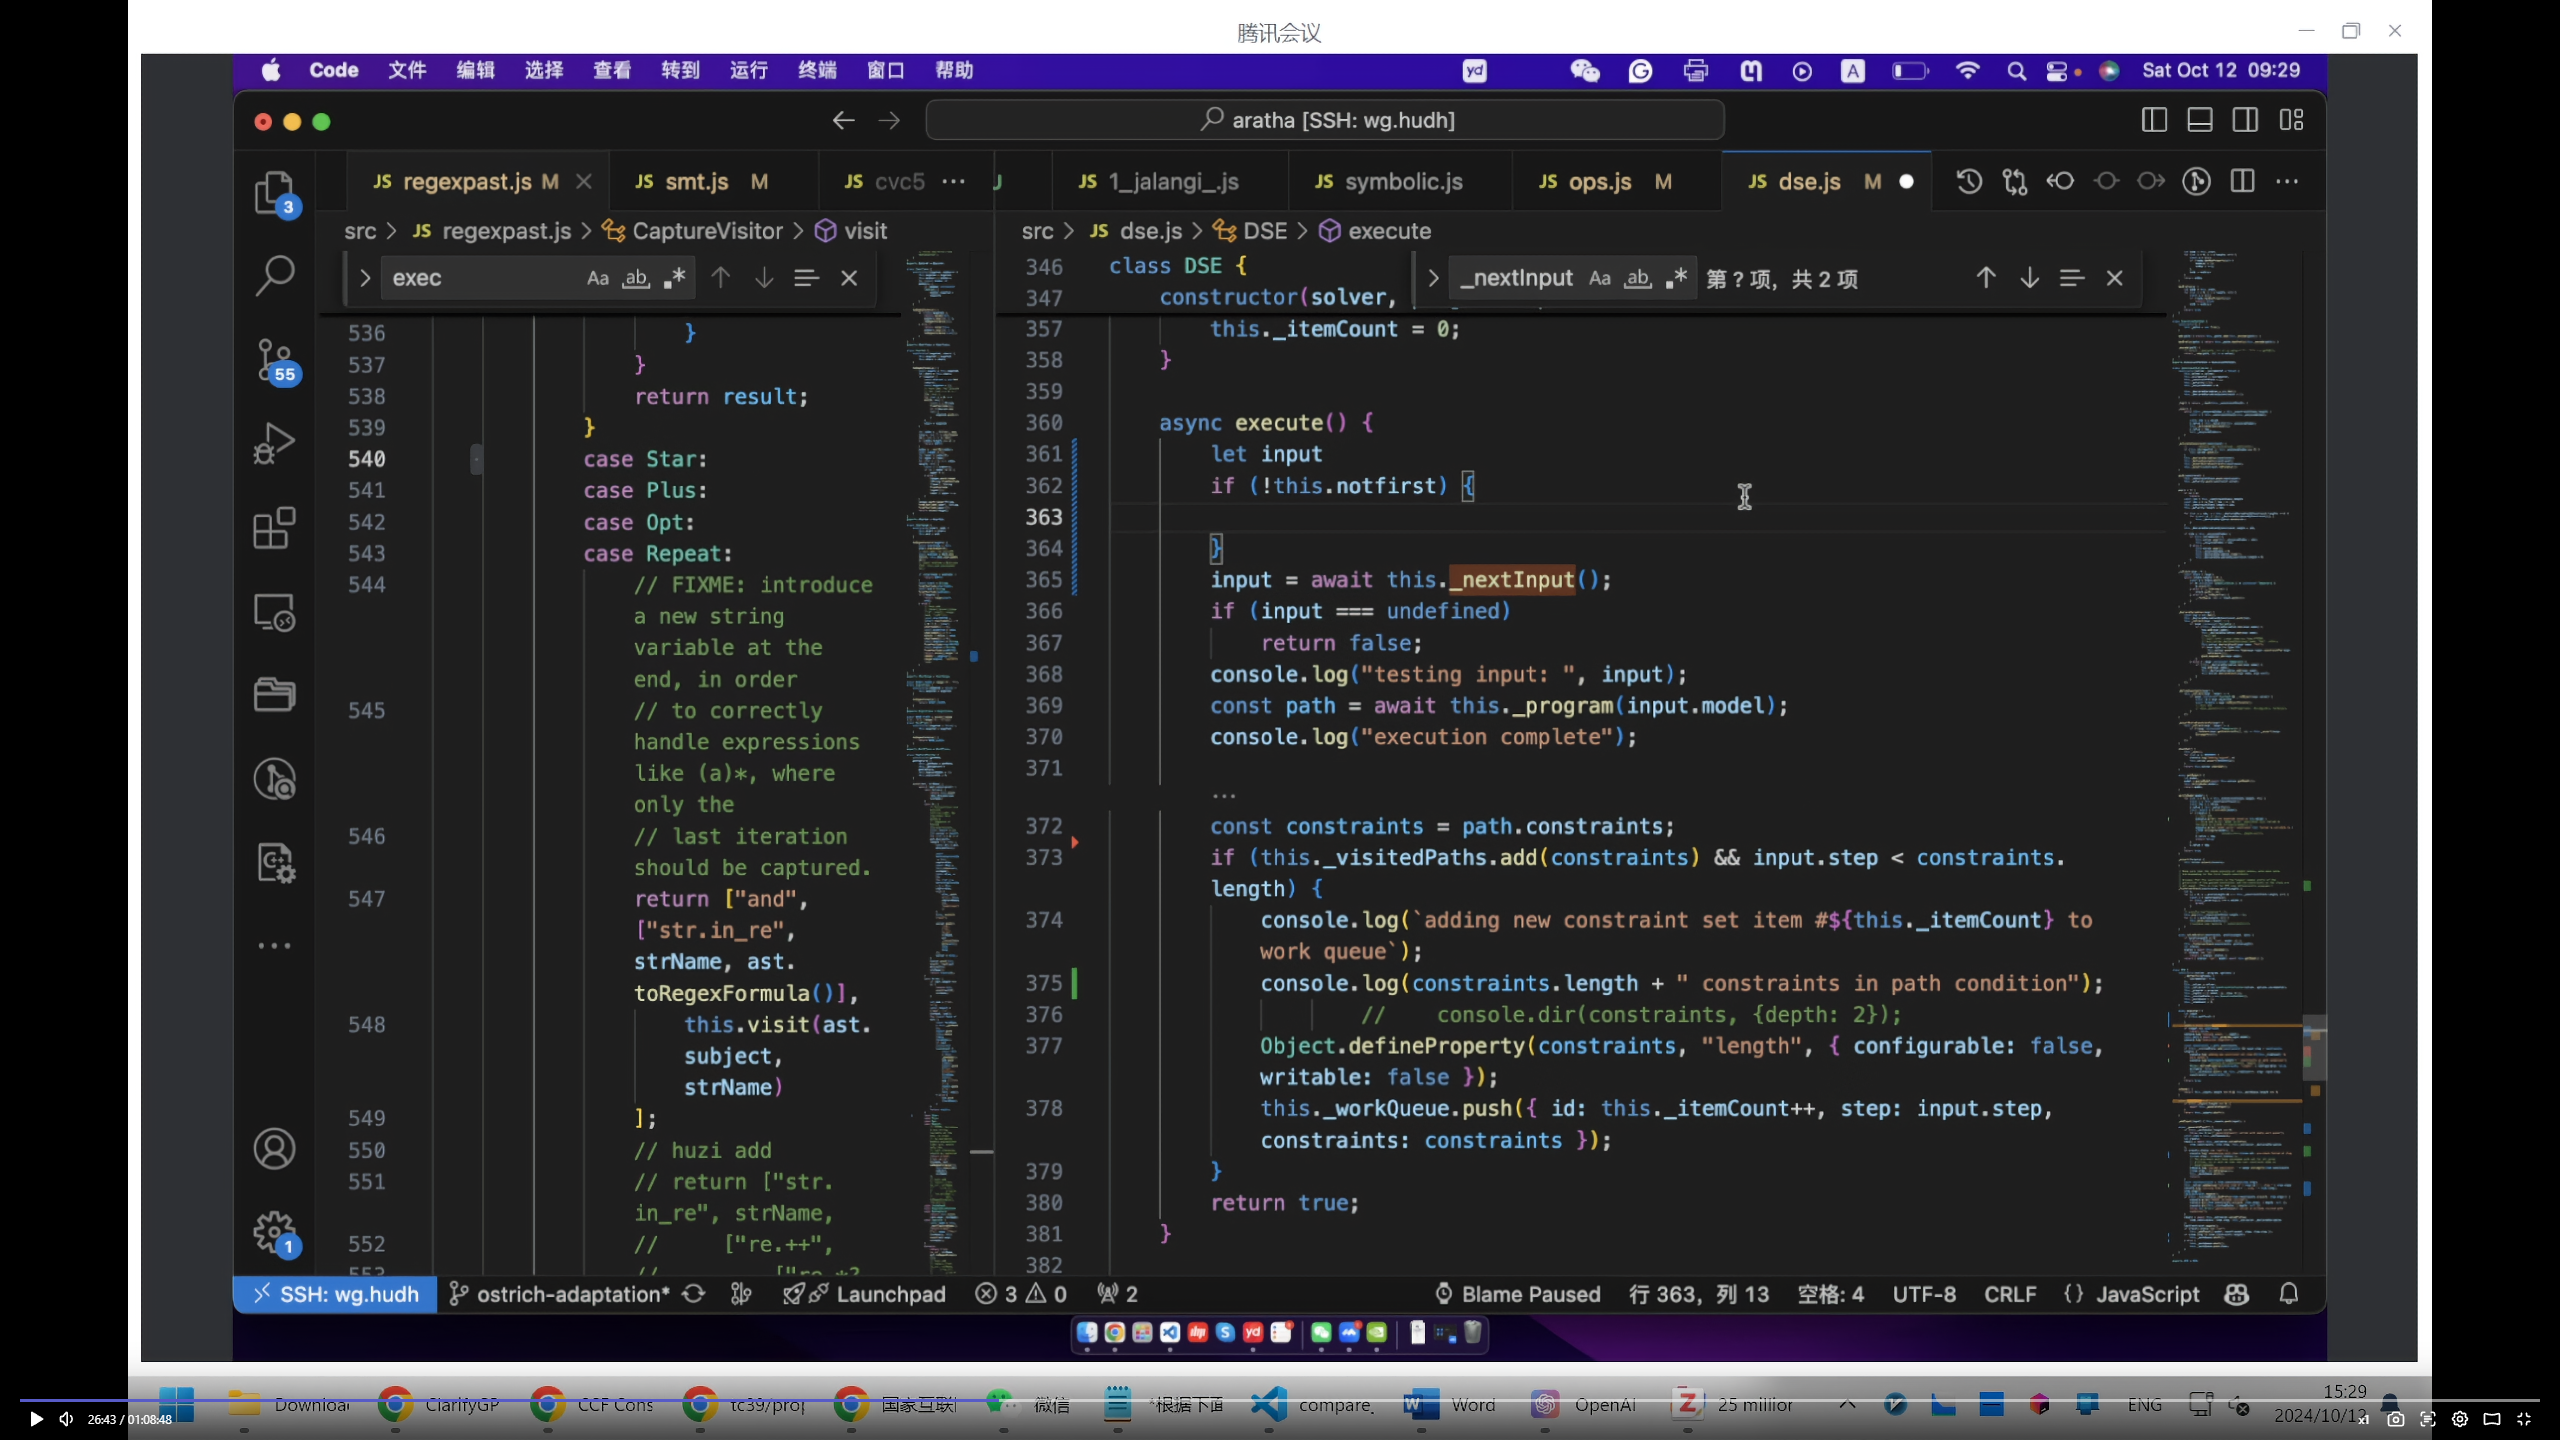 腾讯会议
Code 文件 编辑 选择 查看 转到 运行 终端 窗口 帮助
yd A Sat Oct 12 09:29
aratha [SSH: wg.hudh]
JS regexpast.js M
JS smt.js M
JS cvc5 ...
JS 1_jalangi_.js
JS symbolic.js
JS ops.js M
JS dse.js M
src > JS regexpast.js > CaptureVisitor > visit
exec Aa ab .*
536 }
537 }
538 return result;
539 }
540 case Star:
541 case Plus:
542 case Opt:
543 case Repeat:
544 // FIXME: introduce
a new string
variable at the
end, in order
545 // to correctly
handle expressions
like (a)*, where
only the
546 // last iteration
should be captured.
547 return ["and",
["str.in_re",
strName, ast.
toRegexFormula()],
548 this.visit(ast.
subject,
strName)
549 ];
550 // huzi add
551 // return ["str.
in_re", strName,
552 // ["re.++",
src > JS dse.js > DSE > execute
_nextInput Aa ab .* 第 ? 项, 共 2 项
346 class DSE {
347 constructor(solver,
357 this._itemCount = 0;
358 }
359
360 async execute() {
361 let input
362 if (!this.notfirst) {
363
364 }
365 input = await this._nextInput();
366 if (input === undefined)
367 return false;
368 console.log("testing input: ", input);
369 const path = await this._program(input.model);
370 console.log("execution complete");
371
...
372 const constraints = path.constraints;
373 if (this._visitedPaths.add(constraints) && input.step < constraints.
length) {
374 console.log(`adding new constraint set item #${this._itemCount} to
work queue`);
375 console.log(constraints.length + " constraints in path condition");
376 // console.dir(constraints, {depth: 2});
377 Object.defineProperty(constraints, "length", { configurable: false,
writable: false });
378 this._workQueue.push({ id: this._itemCount++, step: input.step,
constraints: constraints });
379 }
380 return true;
381 }
382
3
55
1
SSH: wg.hudh ostrich-adaptation* Launchpad 3 0 2 Blame Paused 行 363, 列 13 空格: 4 UTF-8 CRLF {} JavaScript
Downloa ClarifyGP CCF Cons tc39/proj 国家互联 微信 *根据下面 compare_ Word OpenAI 25 million ENG 15:29
26:43 / 01:08:48 2024/10/12
x1